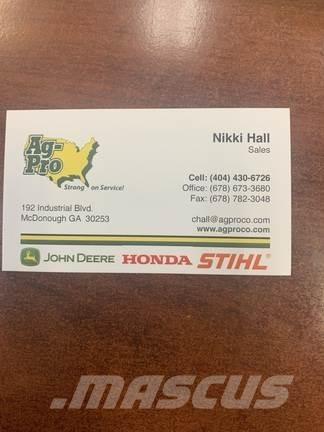 Ag-
Pro
Strong on Service!
Nikki Hall
Sales
Cell: (404) 430-6726
Office: (678) 673-3680
Fax: (678) 782-3048
192 Industrial Blvd.
McDonough GA 30253
chall@agproco.com
www.agproco.com
JOHN DEERE HONDA STIHL®
MASCUS